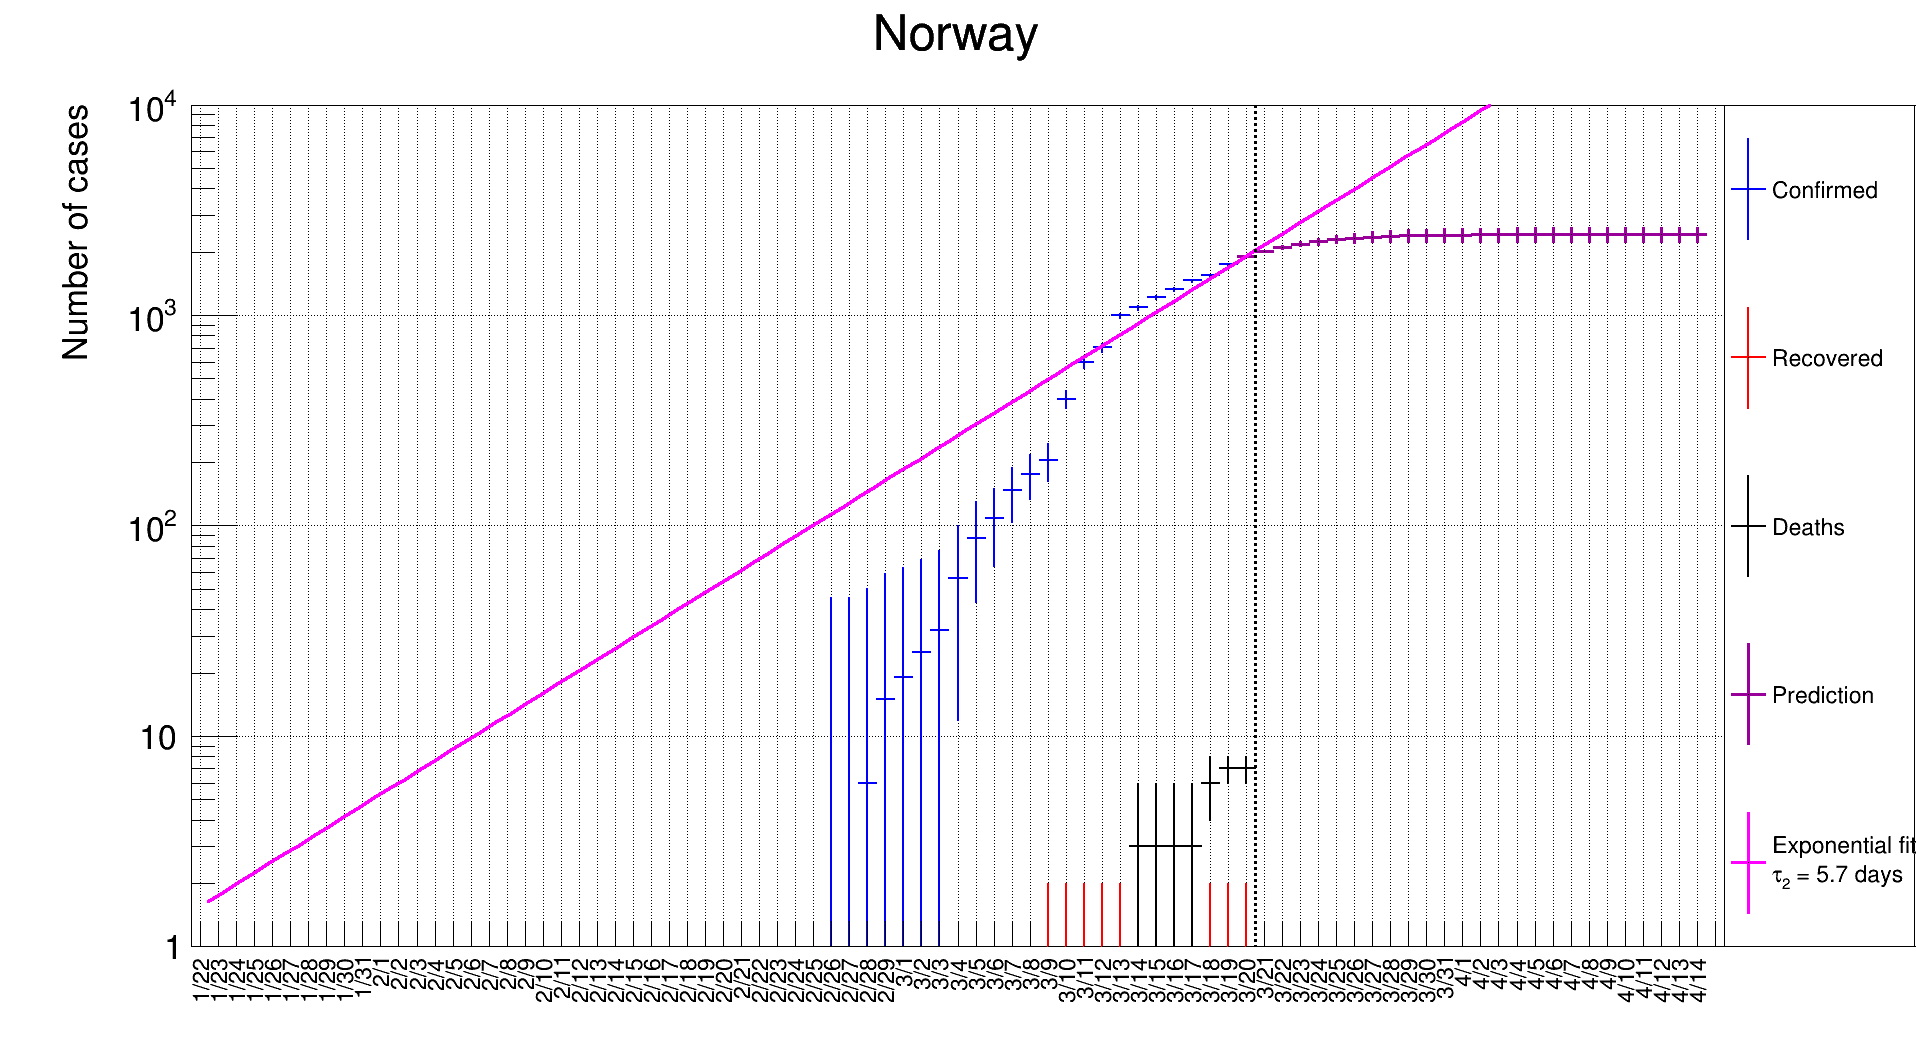 Norway
Number of cases
10⁴
10³
10²
10
1
1/22 1/23 1/24 1/25 1/26 1/27 1/28 1/29 1/30 1/31 2/1 2/2 2/3 2/4 2/5 2/6 2/7 2/8 2/9 2/10 2/11 2/12 2/13 2/14 2/15 2/16 2/17 2/18 2/19 2/20 2/21 2/22 2/23 2/24 2/25 2/26 2/27 2/28 2/29 3/1 3/2 3/3 3/4 3/5 3/6 3/7 3/8 3/9 3/10 3/11 3/12 3/13 3/14 3/15 3/16 3/17 3/18 3/19 3/20 3/21 3/22 3/23 3/24 3/25 3/26 3/27 3/28 3/29 3/30 3/31 4/1 4/2 4/3 4/4 4/5 4/6 4/7 4/8 4/9 4/10 4/11 4/12 4/13 4/14
Confirmed
Recovered
Deaths
Prediction
Exponential fit
τ₂ = 5.7 days